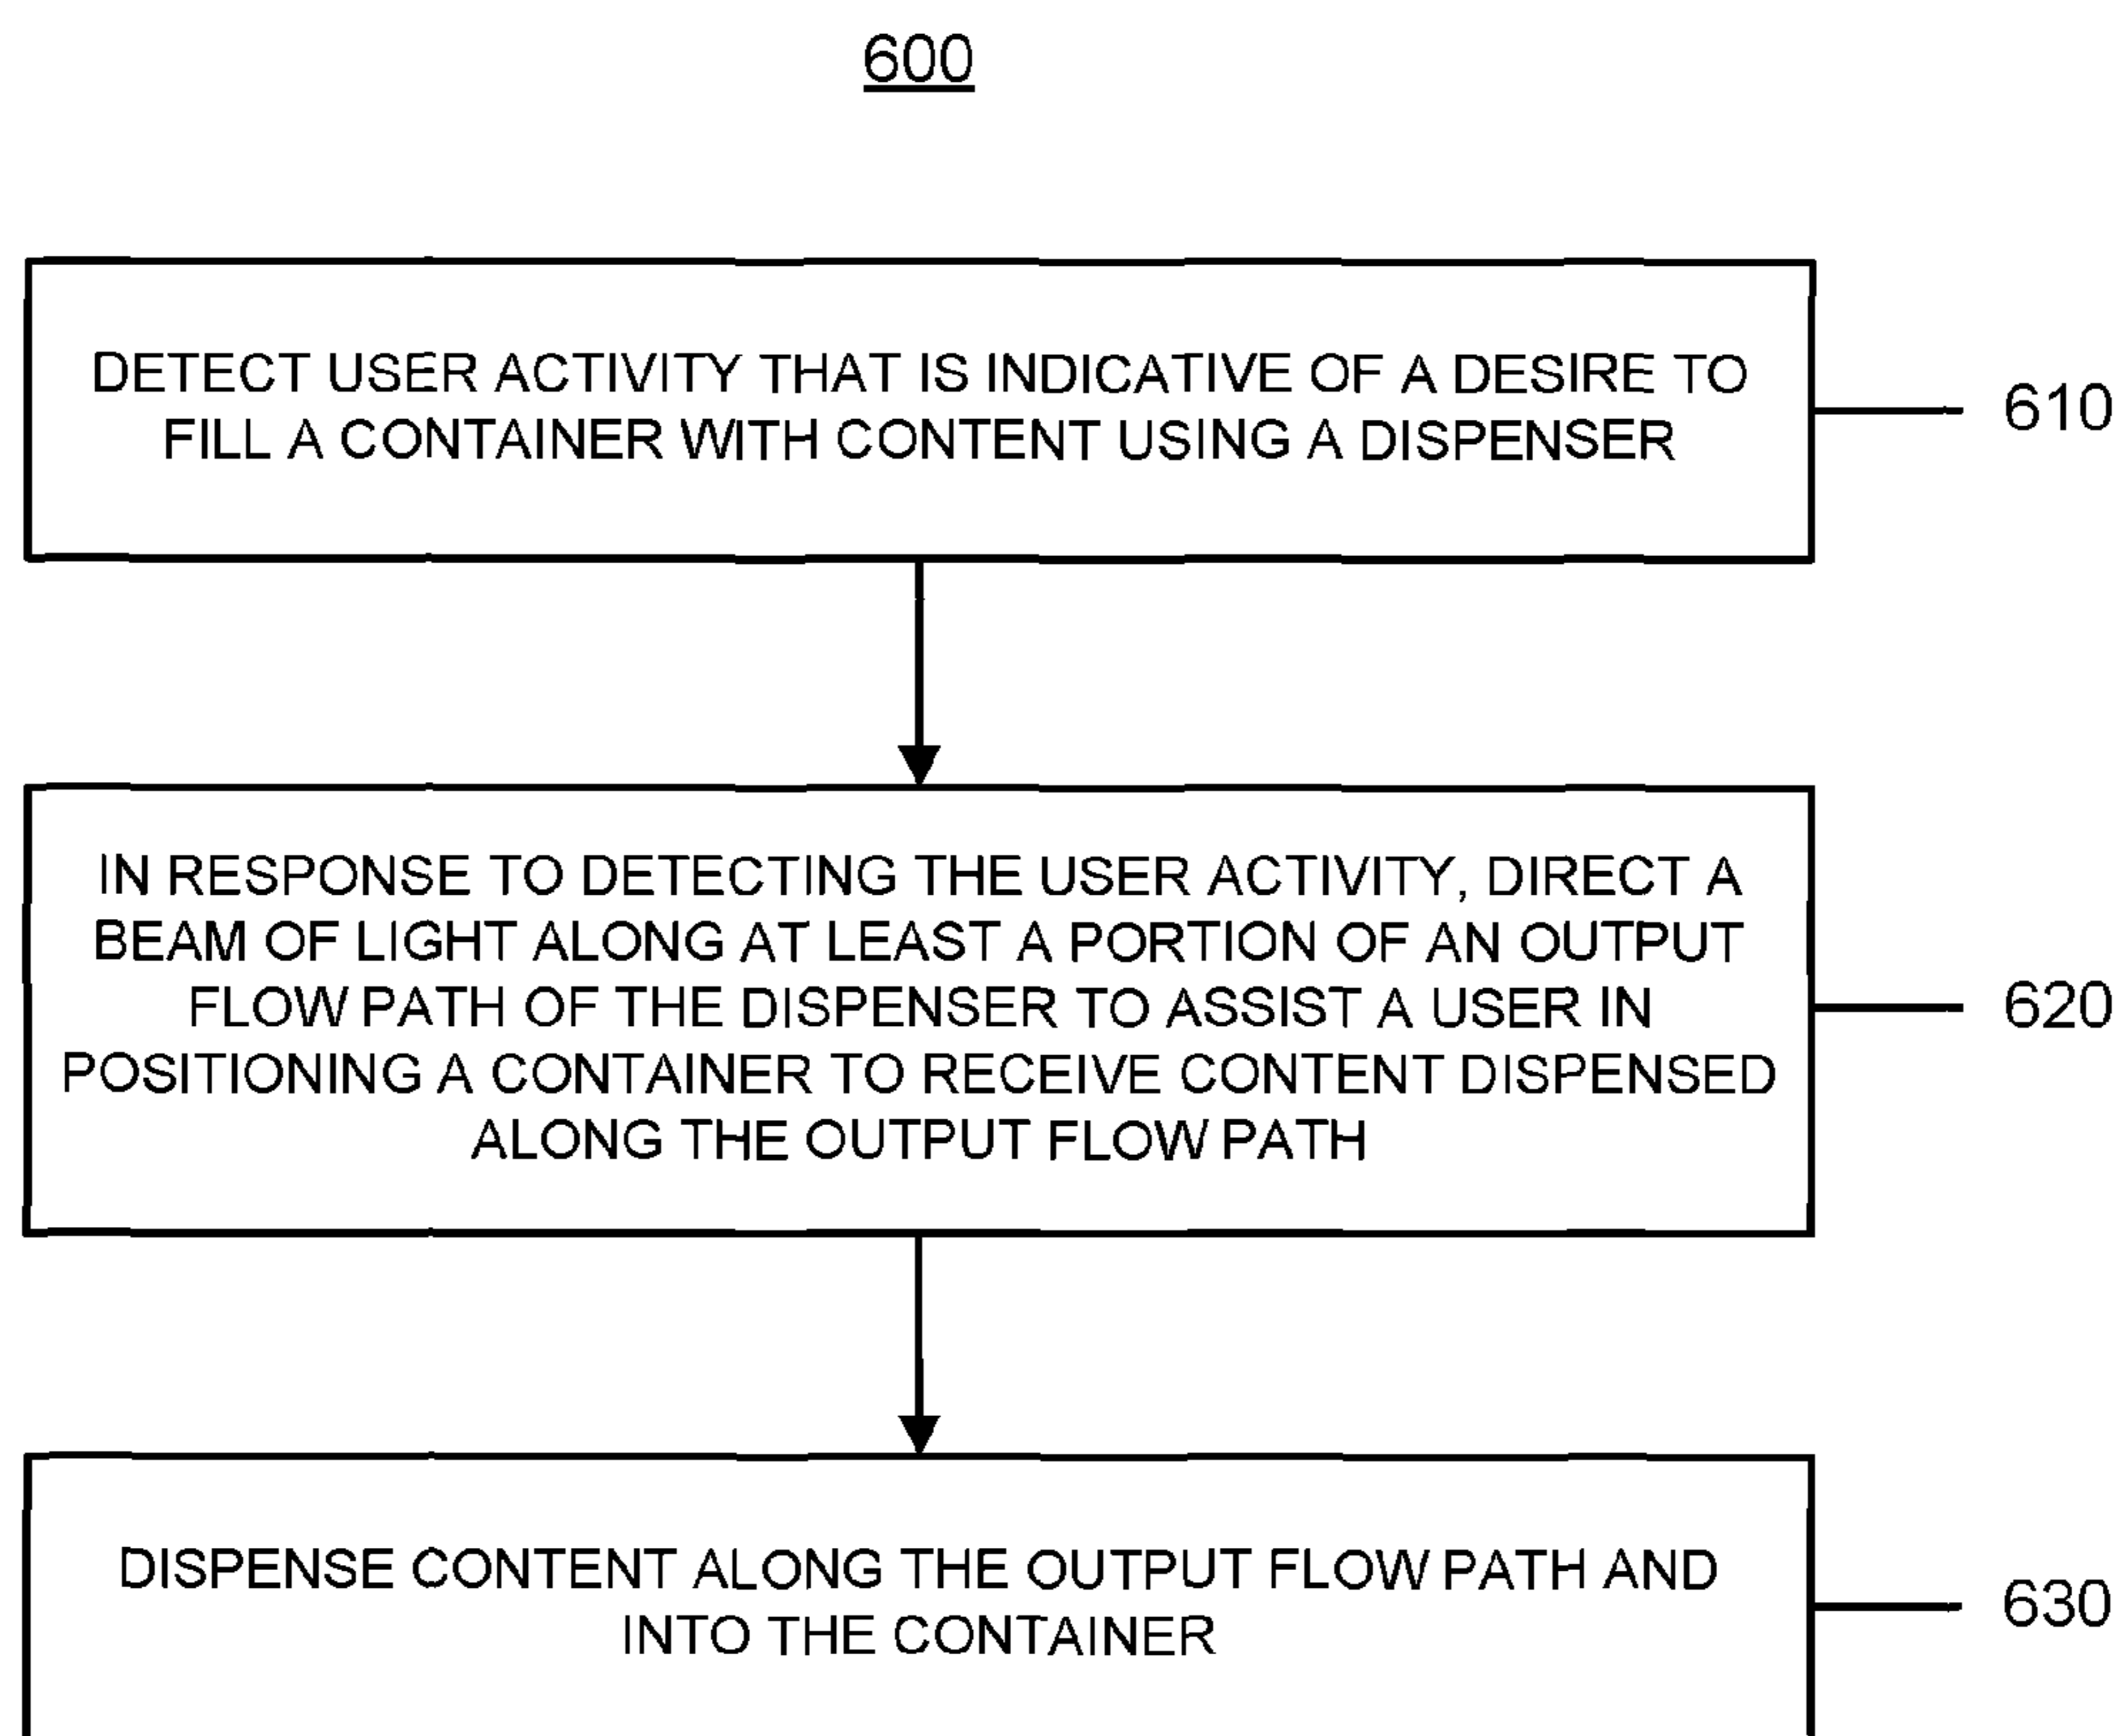 600
DETECT USER ACTIVITY THAT IS INDICATIVE OF A DESIRE TO
FILL A CONTAINER WITH CONTENT USING A DISPENSER
610
IN RESPONSE TO DETECTING THE USER ACTIVITY, DIRECT A
BEAM OF LIGHT ALONG AT LEAST A PORTION OF AN OUTPUT
FLOW PATH OF THE DISPENSER TO ASSIST A USER IN
POSITIONING A CONTAINER TO RECEIVE CONTENT DISPENSED
ALONG THE OUTPUT FLOW PATH
620
DISPENSE CONTENT ALONG THE OUTPUT FLOW PATH AND
INTO THE CONTAINER
630